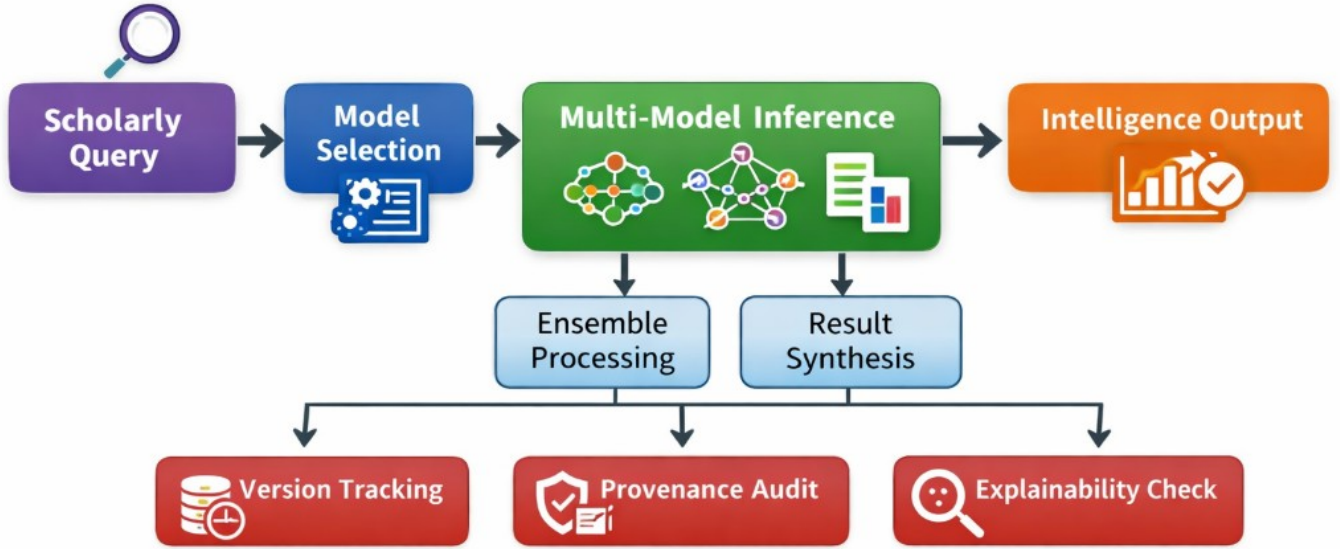 Scholarly
Query
Model
Selection
Multi-Model Inference
Intelligence Output
Ensemble
Processing
Result
Synthesis
Version Tracking
Provenance Audit
Explainability Check